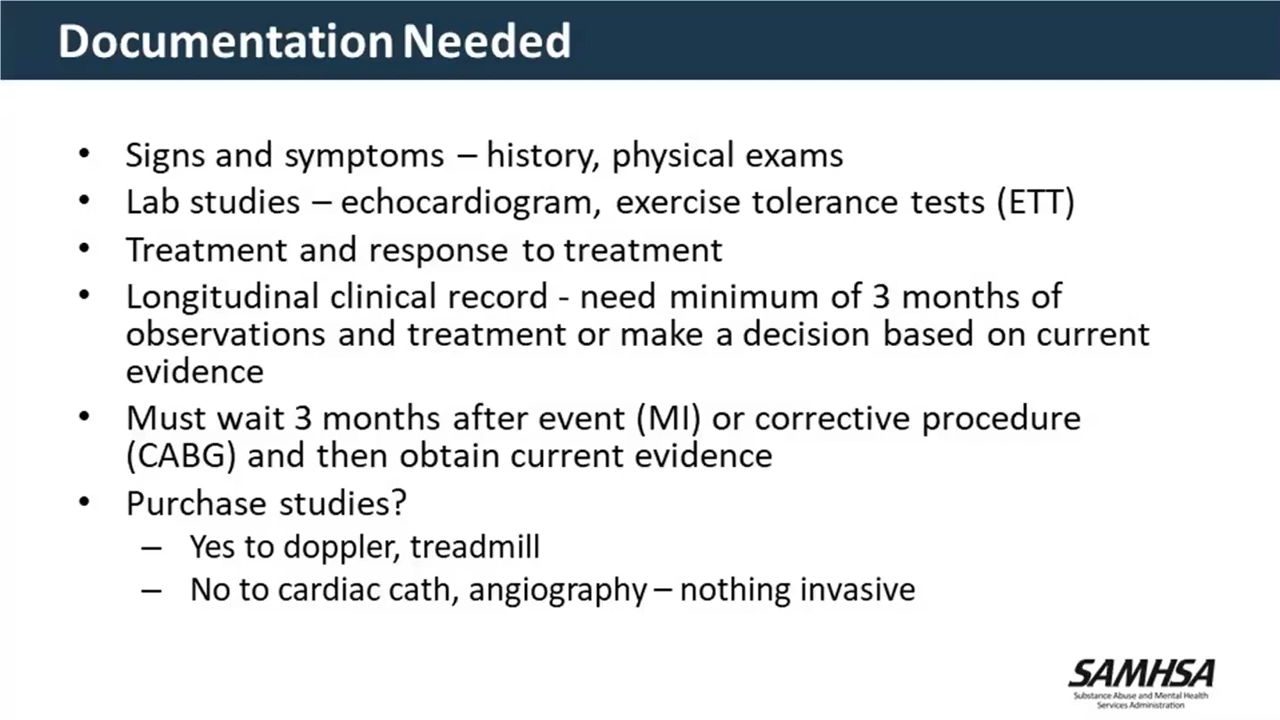 Documentation Needed
• Signs and symptoms – history, physical exams
• Lab studies – echocardiogram, exercise tolerance tests (ETT)
• Treatment and response to treatment
• Longitudinal clinical record - need minimum of 3 months of
observations and treatment or make a decision based on current
evidence
• Must wait 3 months after event (MI) or corrective procedure
(CABG) and then obtain current evidence
• Purchase studies?
– Yes to doppler, treadmill
– No to cardiac cath, angiography – nothing invasive
SAMHSA
Substance Abuse and Mental Health
Services Administration